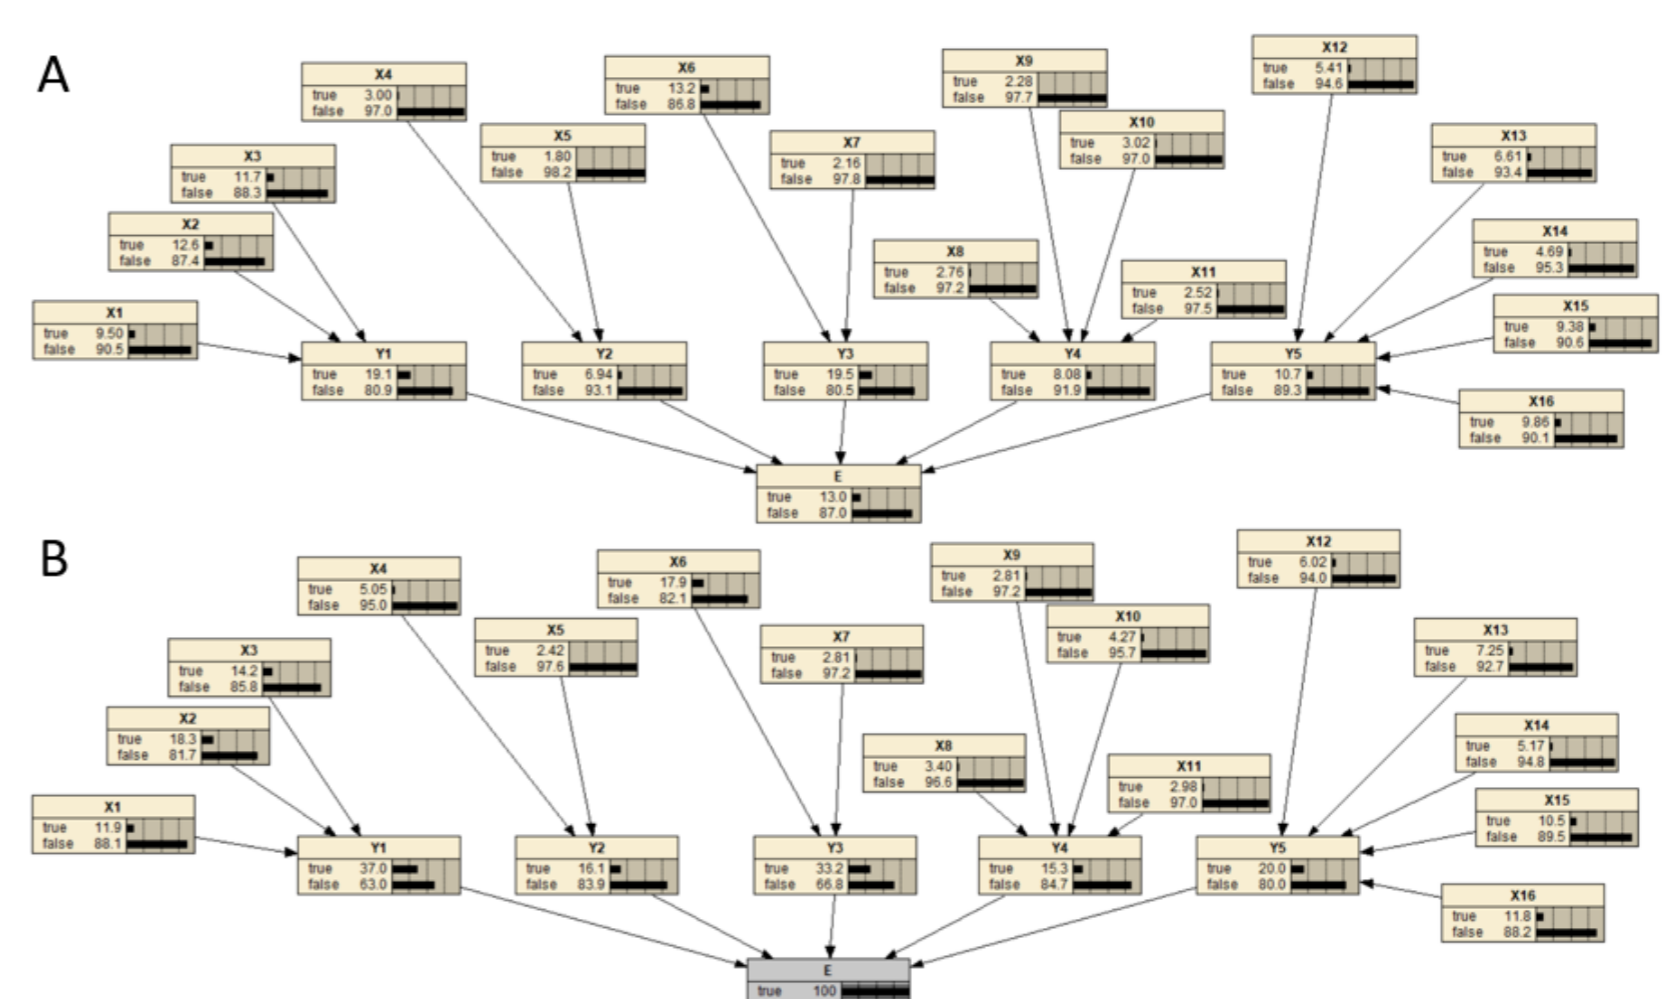 A
X1
true 9.50
false 90.5
X2
true 12.6
false 87.4
X3
true 11.7
false 88.3
X4
true 3.00
false 97.0
X5
true 1.80
false 98.2
X6
true 13.2
false 86.8
X7
true 2.16
false 97.8
X8
true 2.76
false 97.2
X9
true 2.28
false 97.7
X10
true 3.02
false 97.0
X11
true 2.52
false 97.5
X12
true 5.41
false 94.6
X13
true 6.61
false 93.4
X14
true 4.69
false 95.3
X15
true 9.38
false 90.6
X16
true 9.86
false 90.1
Y1
true 19.1
false 80.9
Y2
true 6.94
false 93.1
Y3
true 19.5
false 80.5
Y4
true 8.08
false 91.9
Y5
true 10.7
false 89.3
E
true 13.0
false 87.0
B
X1
true 11.9
false 88.1
X2
true 18.3
false 81.7
X3
true 14.2
false 85.8
X4
true 5.05
false 95.0
X5
true 2.42
false 97.6
X6
true 17.9
false 82.1
X7
true 2.81
false 97.2
X8
true 3.40
false 96.6
X9
true 2.81
false 97.2
X10
true 4.27
false 95.7
X11
true 2.98
false 97.0
X12
true 6.02
false 94.0
X13
true 7.25
false 92.7
X14
true 5.17
false 94.8
X15
true 10.5
false 89.5
X16
true 11.8
false 88.2
Y1
true 37.0
false 63.0
Y2
true 16.1
false 83.9
Y3
true 33.2
false 66.8
Y4
true 15.3
false 84.7
Y5
true 20.0
false 80.0
E
true 100